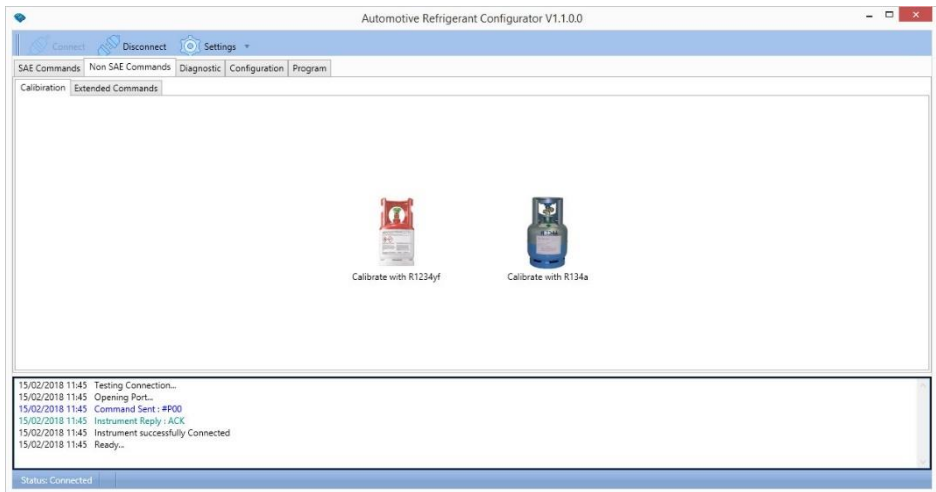 Automotive Refrigerant Configurator V1.1.0.0
Connect Disconnect Settings
SAE Commands Non SAE Commands Diagnostic Configuration Program
Calibiration Extended Commands
Calibrate with R1234yf Calibrate with R134a
15/02/2018 11:45 Testing Connection...
15/02/2018 11:45 Opening Port...
15/02/2018 11:45 Command Sent : #P00
15/02/2018 11:45 Instrument Reply : ACK
15/02/2018 11:45 Instrument successfully Connected
15/02/2018 11:45 Ready...
Status: Connected